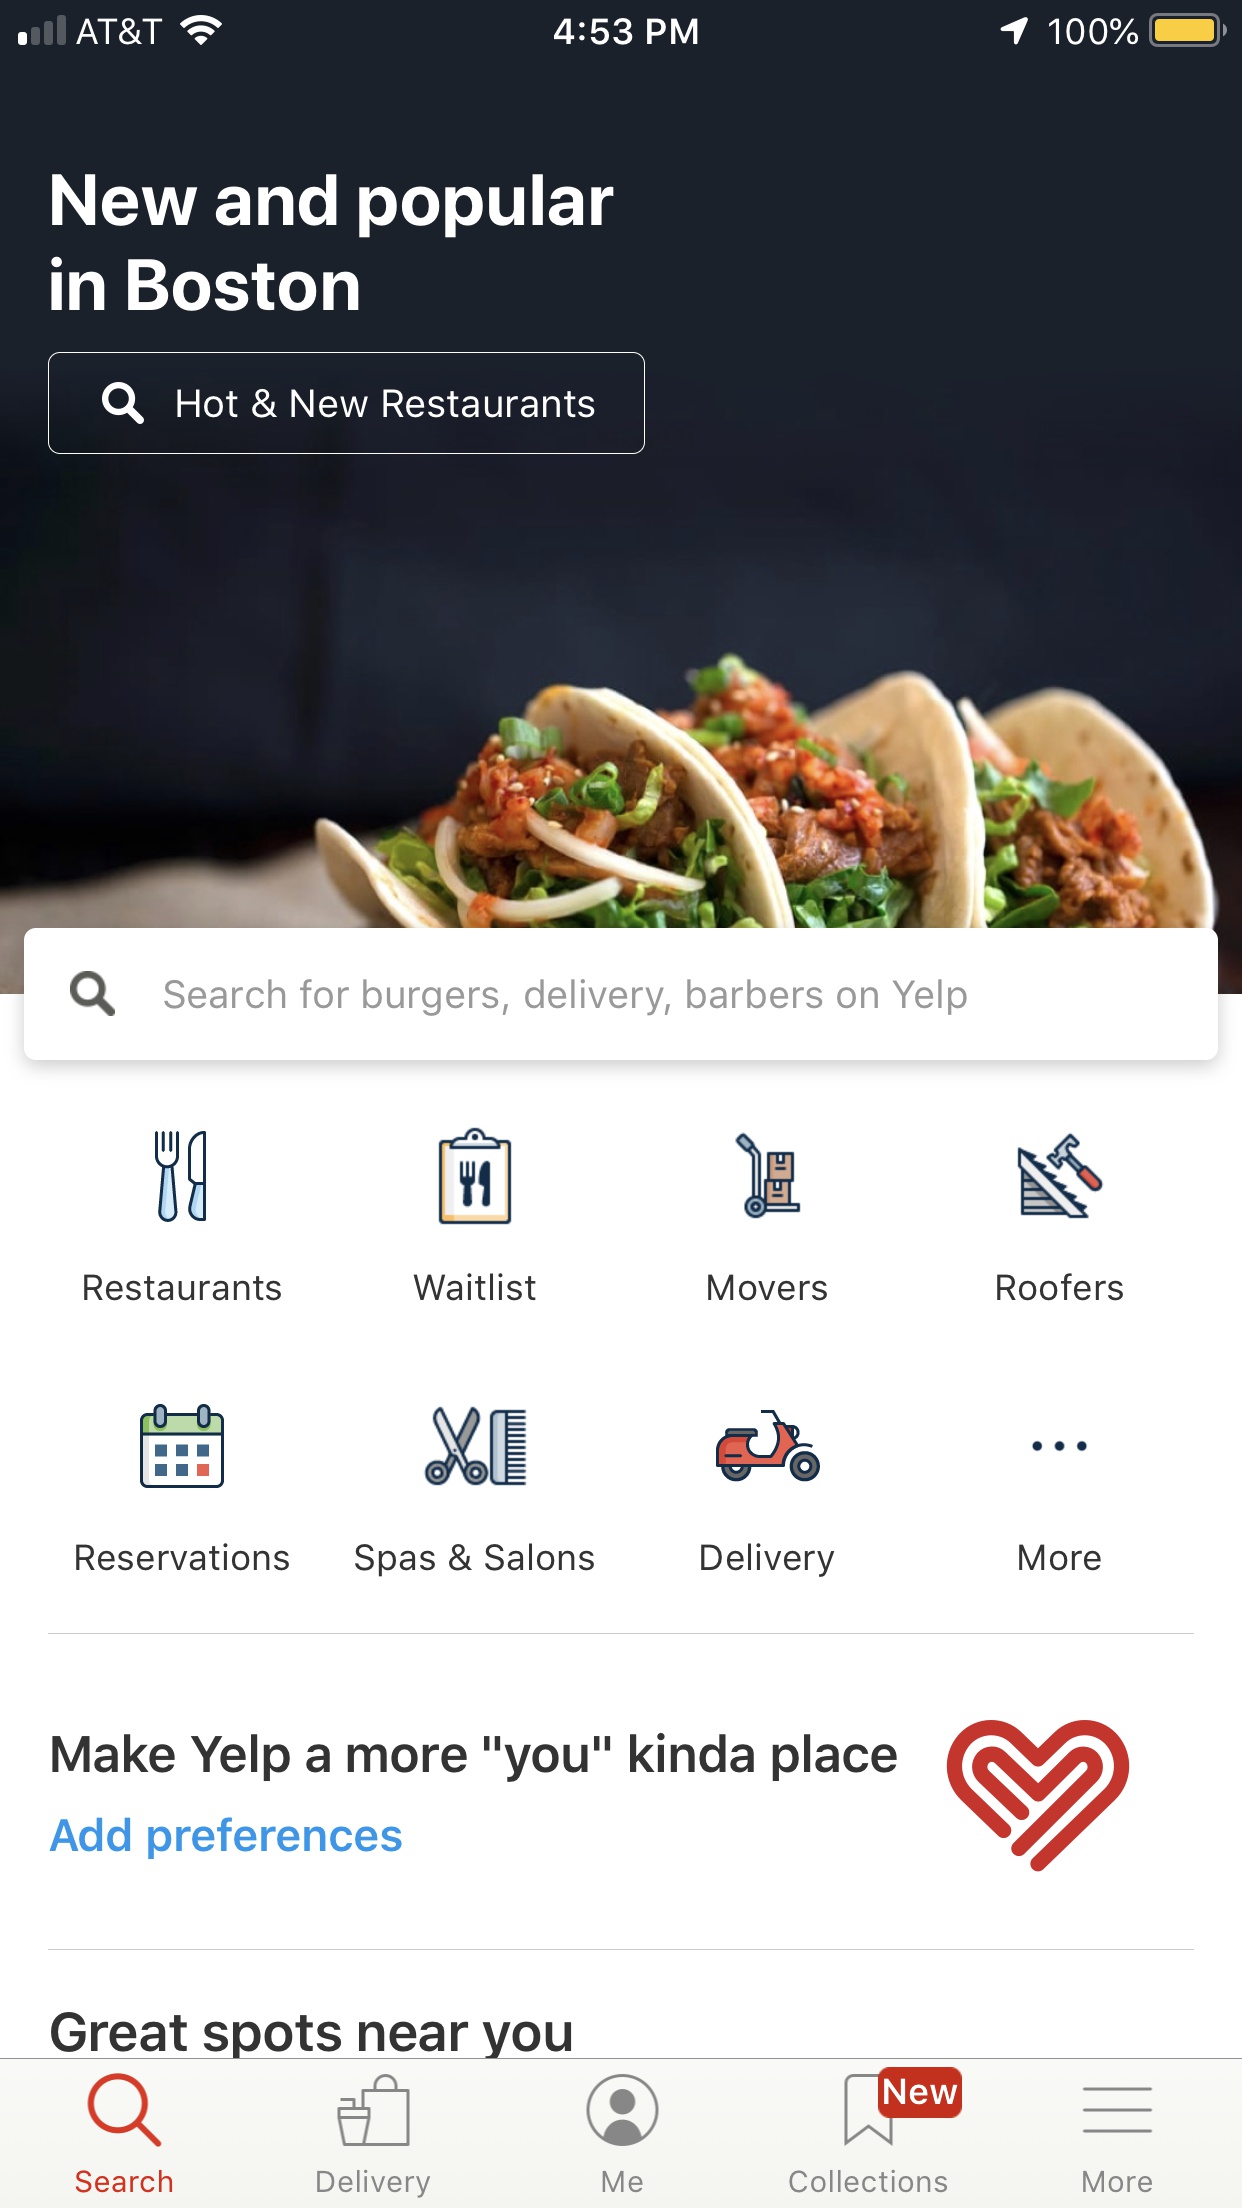 AT&T 4:53 PM 100%
New and popular
in Boston
Hot & New Restaurants
Search for burgers, delivery, barbers on Yelp
Restaurants Waitlist Movers Roofers
Reservations Spas & Salons Delivery More
Make Yelp a more "you" kinda place
Add preferences
Great spots near you
New
Search Delivery Me Collections More